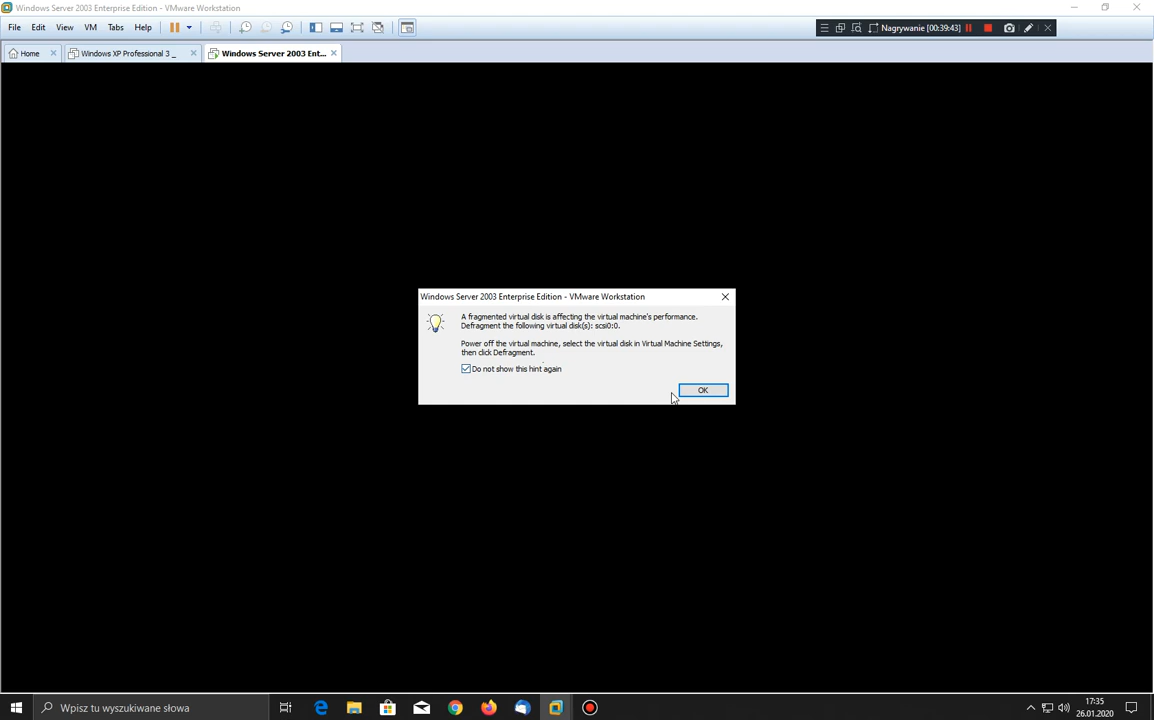 Windows Server 2003 Enterprise Edition - VMware Workstation
File Edit View VM Tabs Help
Nagrywanie [00:39:43]
Home
Windows XP Professional 3 _
Windows Server 2003 Ent...
Windows Server 2003 Enterprise Edition - VMware Workstation
A fragmented virtual disk is affecting the virtual machine's performance.
Defragment the following virtual disk(s): scsi0:0.
Power off the virtual machine, select the virtual disk in Virtual Machine Settings,
then click Defragment.
Do not show this hint again
OK
Wpisz tu wyszukiwane słowa
17:35
26.01.2020